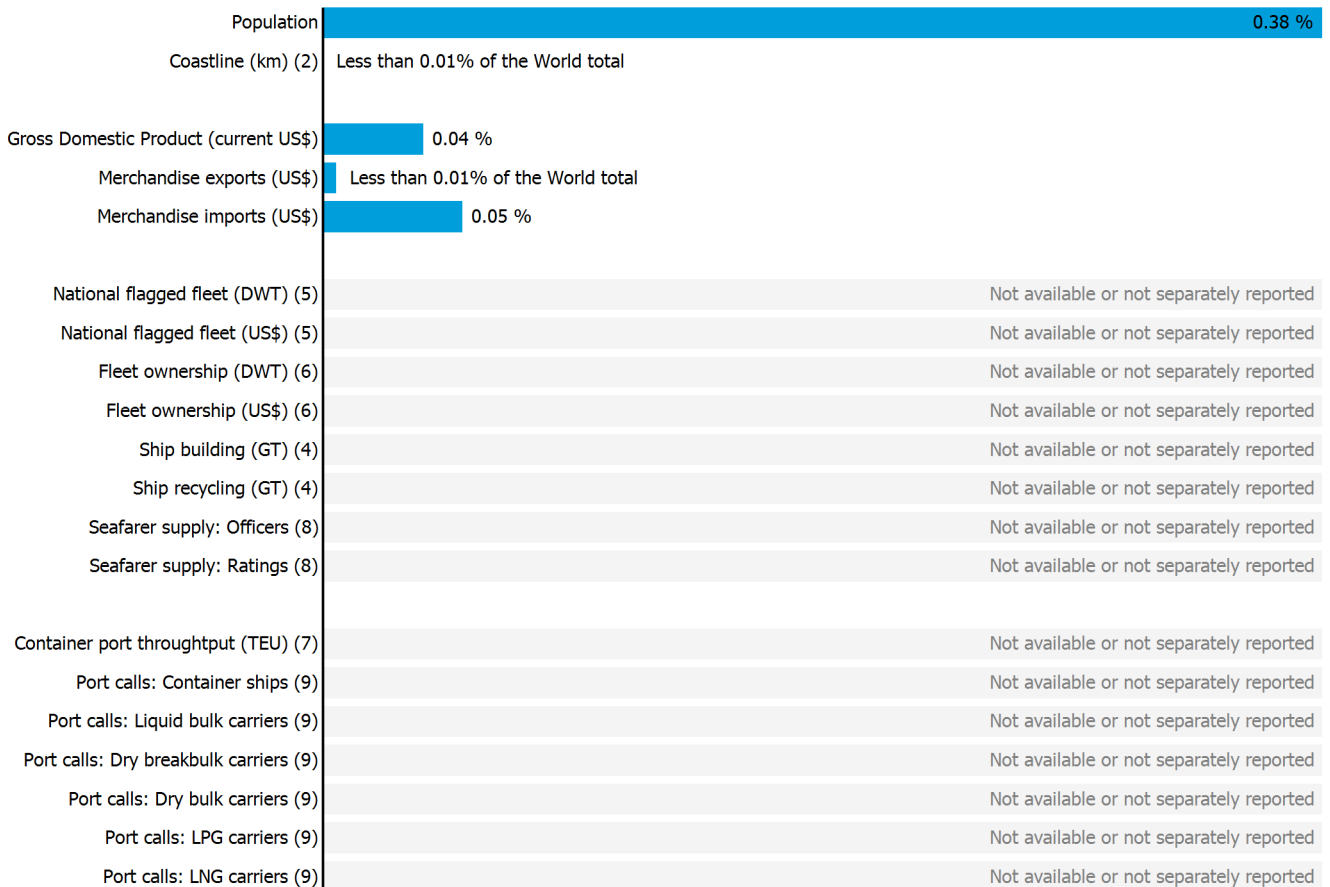 Population 0.38 %
Coastline (km) (2) Less than 0.01% of the World total
Gross Domestic Product (current US$) 0.04 %
Merchandise exports (US$) Less than 0.01% of the World total
Merchandise imports (US$) 0.05 %
National flagged fleet (DWT) (5) Not available or not separately reported
National flagged fleet (US$) (5) Not available or not separately reported
Fleet ownership (DWT) (6) Not available or not separately reported
Fleet ownership (US$) (6) Not available or not separately reported
Ship building (GT) (4) Not available or not separately reported
Ship recycling (GT) (4) Not available or not separately reported
Seafarer supply: Officers (8) Not available or not separately reported
Seafarer supply: Ratings (8) Not available or not separately reported
Container port throughtput (TEU) (7) Not available or not separately reported
Port calls: Container ships (9) Not available or not separately reported
Port calls: Liquid bulk carriers (9) Not available or not separately reported
Port calls: Dry breakbulk carriers (9) Not available or not separately reported
Port calls: Dry bulk carriers (9) Not available or not separately reported
Port calls: LPG carriers (9) Not available or not separately reported
Port calls: LNG carriers (9) Not available or not separately reported